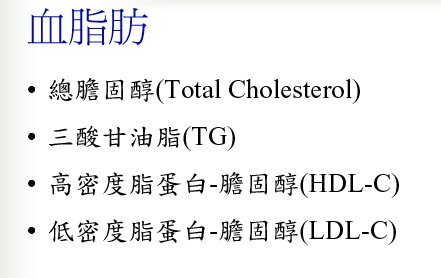 血脂肪
• 總膽固醇(Total Cholesterol)
• 三酸甘油脂(TG)
• 高密度脂蛋白-膽固醇(HDL-C)
• 低密度脂蛋白-膽固醇(LDL-C)